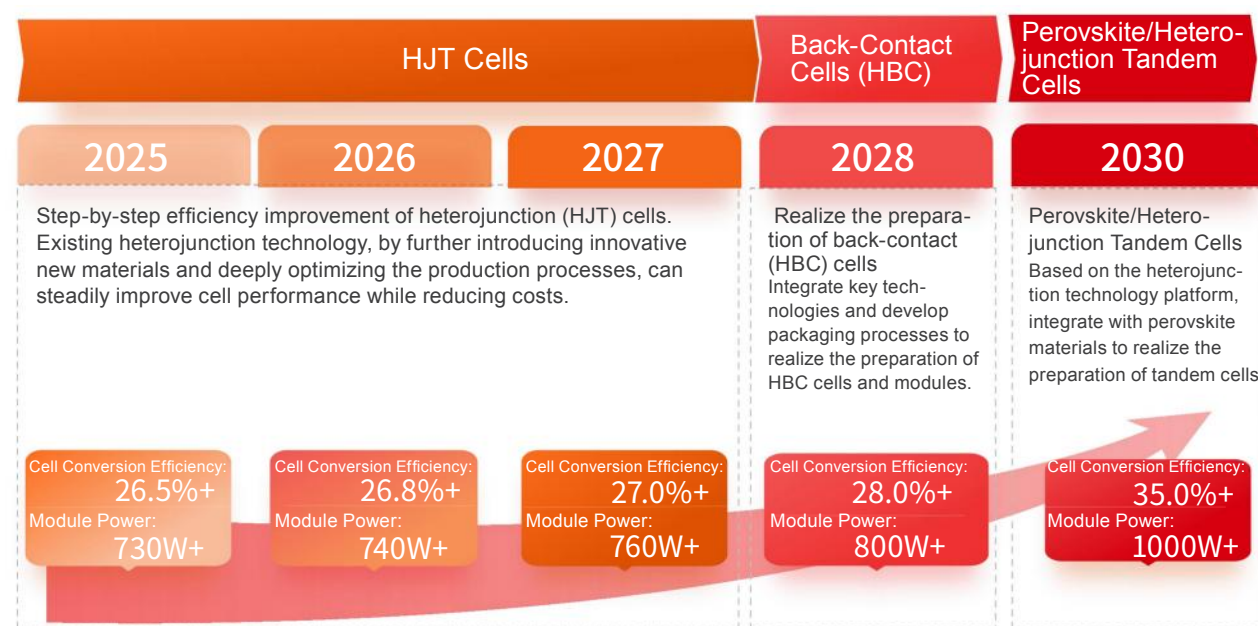 HJT Cells
Back-Contact
Cells (HBC)
Perovskite/Hetero-
junction Tandem
Cells
2025
2026
2027
2028
2030
Step-by-step efficiency improvement of heterojunction (HJT) cells.
Existing heterojunction technology, by further introducing innovative
new materials and deeply optimizing the production processes, can
steadily improve cell performance while reducing costs.
Realize the prepara-
tion of back-contact
(HBC) cells
Integrate key tech-
nologies and develop
packaging processes to
realize the preparation of
HBC cells and modules.
Perovskite/Hetero-
junction Tandem Cells
Based on the heterojunc-
tion technology platform,
integrate with perovskite
materials to realize the
preparation of tandem cells
Cell Conversion Efficiency:
26.5%+
Module Power:
730W+
Cell Conversion Efficiency:
26.8%+
Module Power:
740W+
Cell Conversion Efficiency:
27.0%+
Module Power:
760W+
Cell Conversion Efficiency:
28.0%+
Module Power:
800W+
Cell Conversion Efficiency:
35.0%+
Module Power:
1000W+